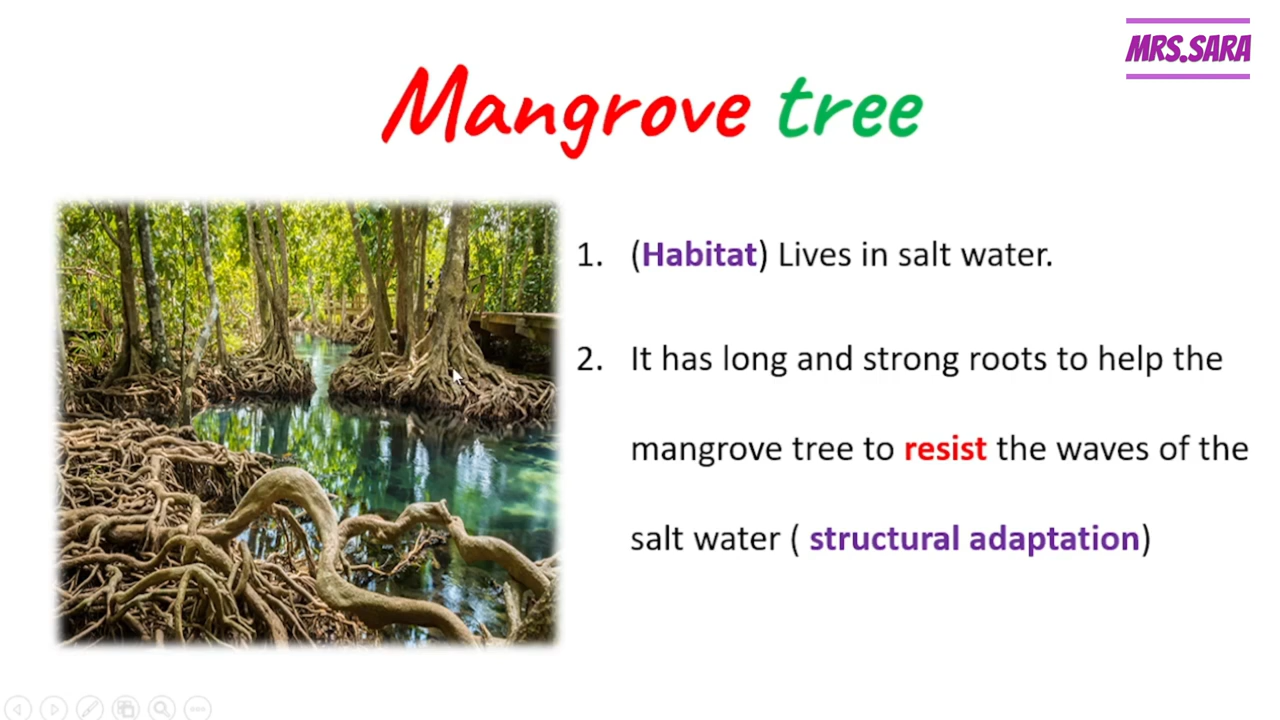 MRS.SARA
Mangrove tree
1. (Habitat) Lives in salt water.
2. It has long and strong roots to help the
mangrove tree to resist the waves of the
salt water ( structural adaptation)